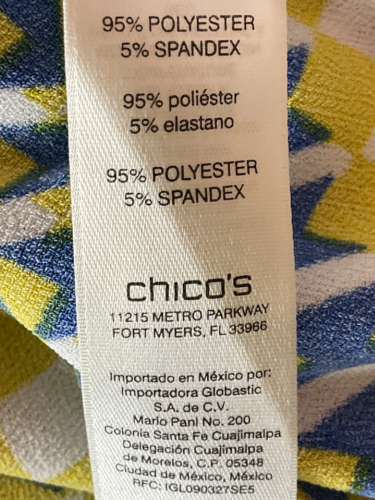 95% POLYESTER
5% SPANDEX
95% poliéster
5% elastano
95% POLYESTER
5% SPANDEX
chico's
11215 METRO PARKWAY
FORT MYERS, FL 33966
Importado en México por:
Importadora Globastic
S.A. de C.V.
Mario Pani No. 200
Colonia Santa Fe Cuajimalpa
Delegación Cuajimalpa
de Morelos, C.P. 05348
Ciudad de México, México
RFC: IGL090327SE5